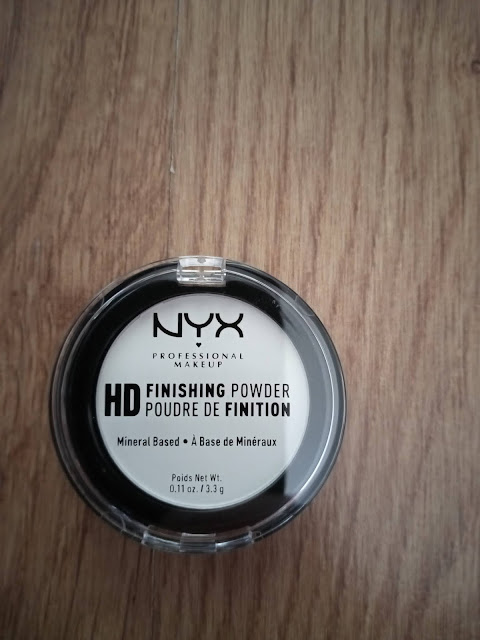 NYX
PROFESSIONAL
MAKEUP
HD FINISHING POWDER
POUDRE DE FINITION
Mineral Based • À Base de Minéraux
Poids Net Wt.
0.11 oz. / 3.3 g